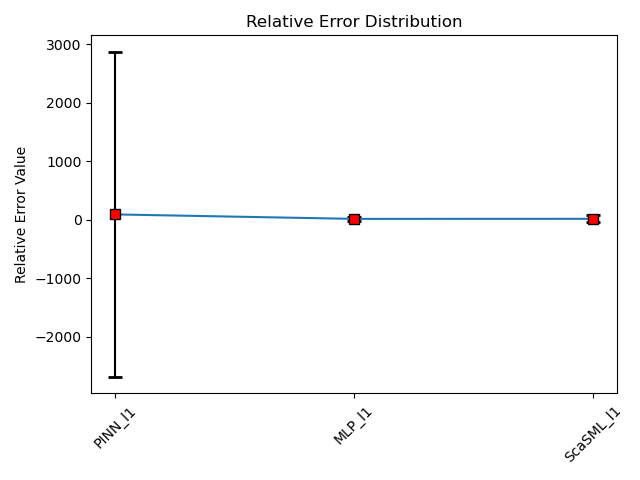 Relative Error Distribution
Relative Error Value
3000
2000
1000
0
−1000
−2000
PINN_l1
MLP_l1
ScaSML_l1